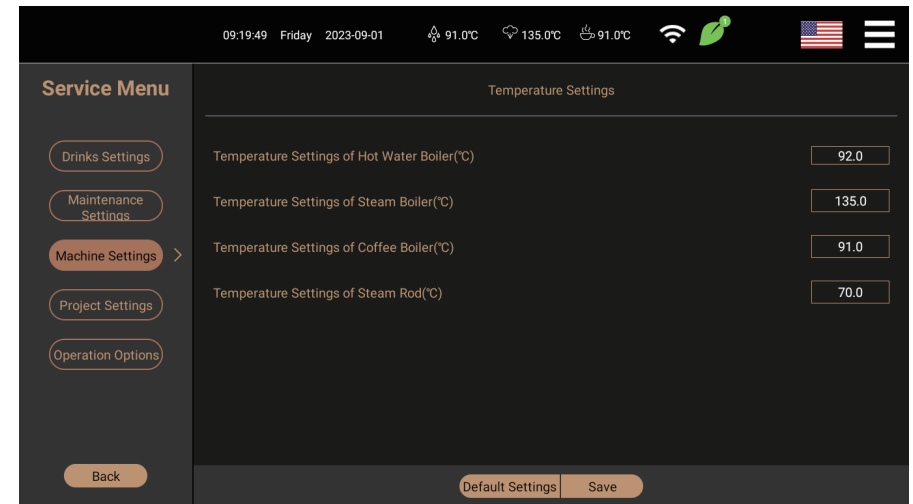 09:19:49 Friday 2023-09-01 91.0℃ 135.0℃ 91.0℃ 1
Service Menu
Temperature Settings
Drinks Settings
Temperature Settings of Hot Water Boiler(℃) 92.0
Maintenance
Settings
Temperature Settings of Steam Boiler(℃) 135.0
Machine Settings >
Temperature Settings of Coffee Boiler(℃) 91.0
Project Settings
Temperature Settings of Steam Rod(℃) 70.0
Operation Options
Back
Default Settings Save